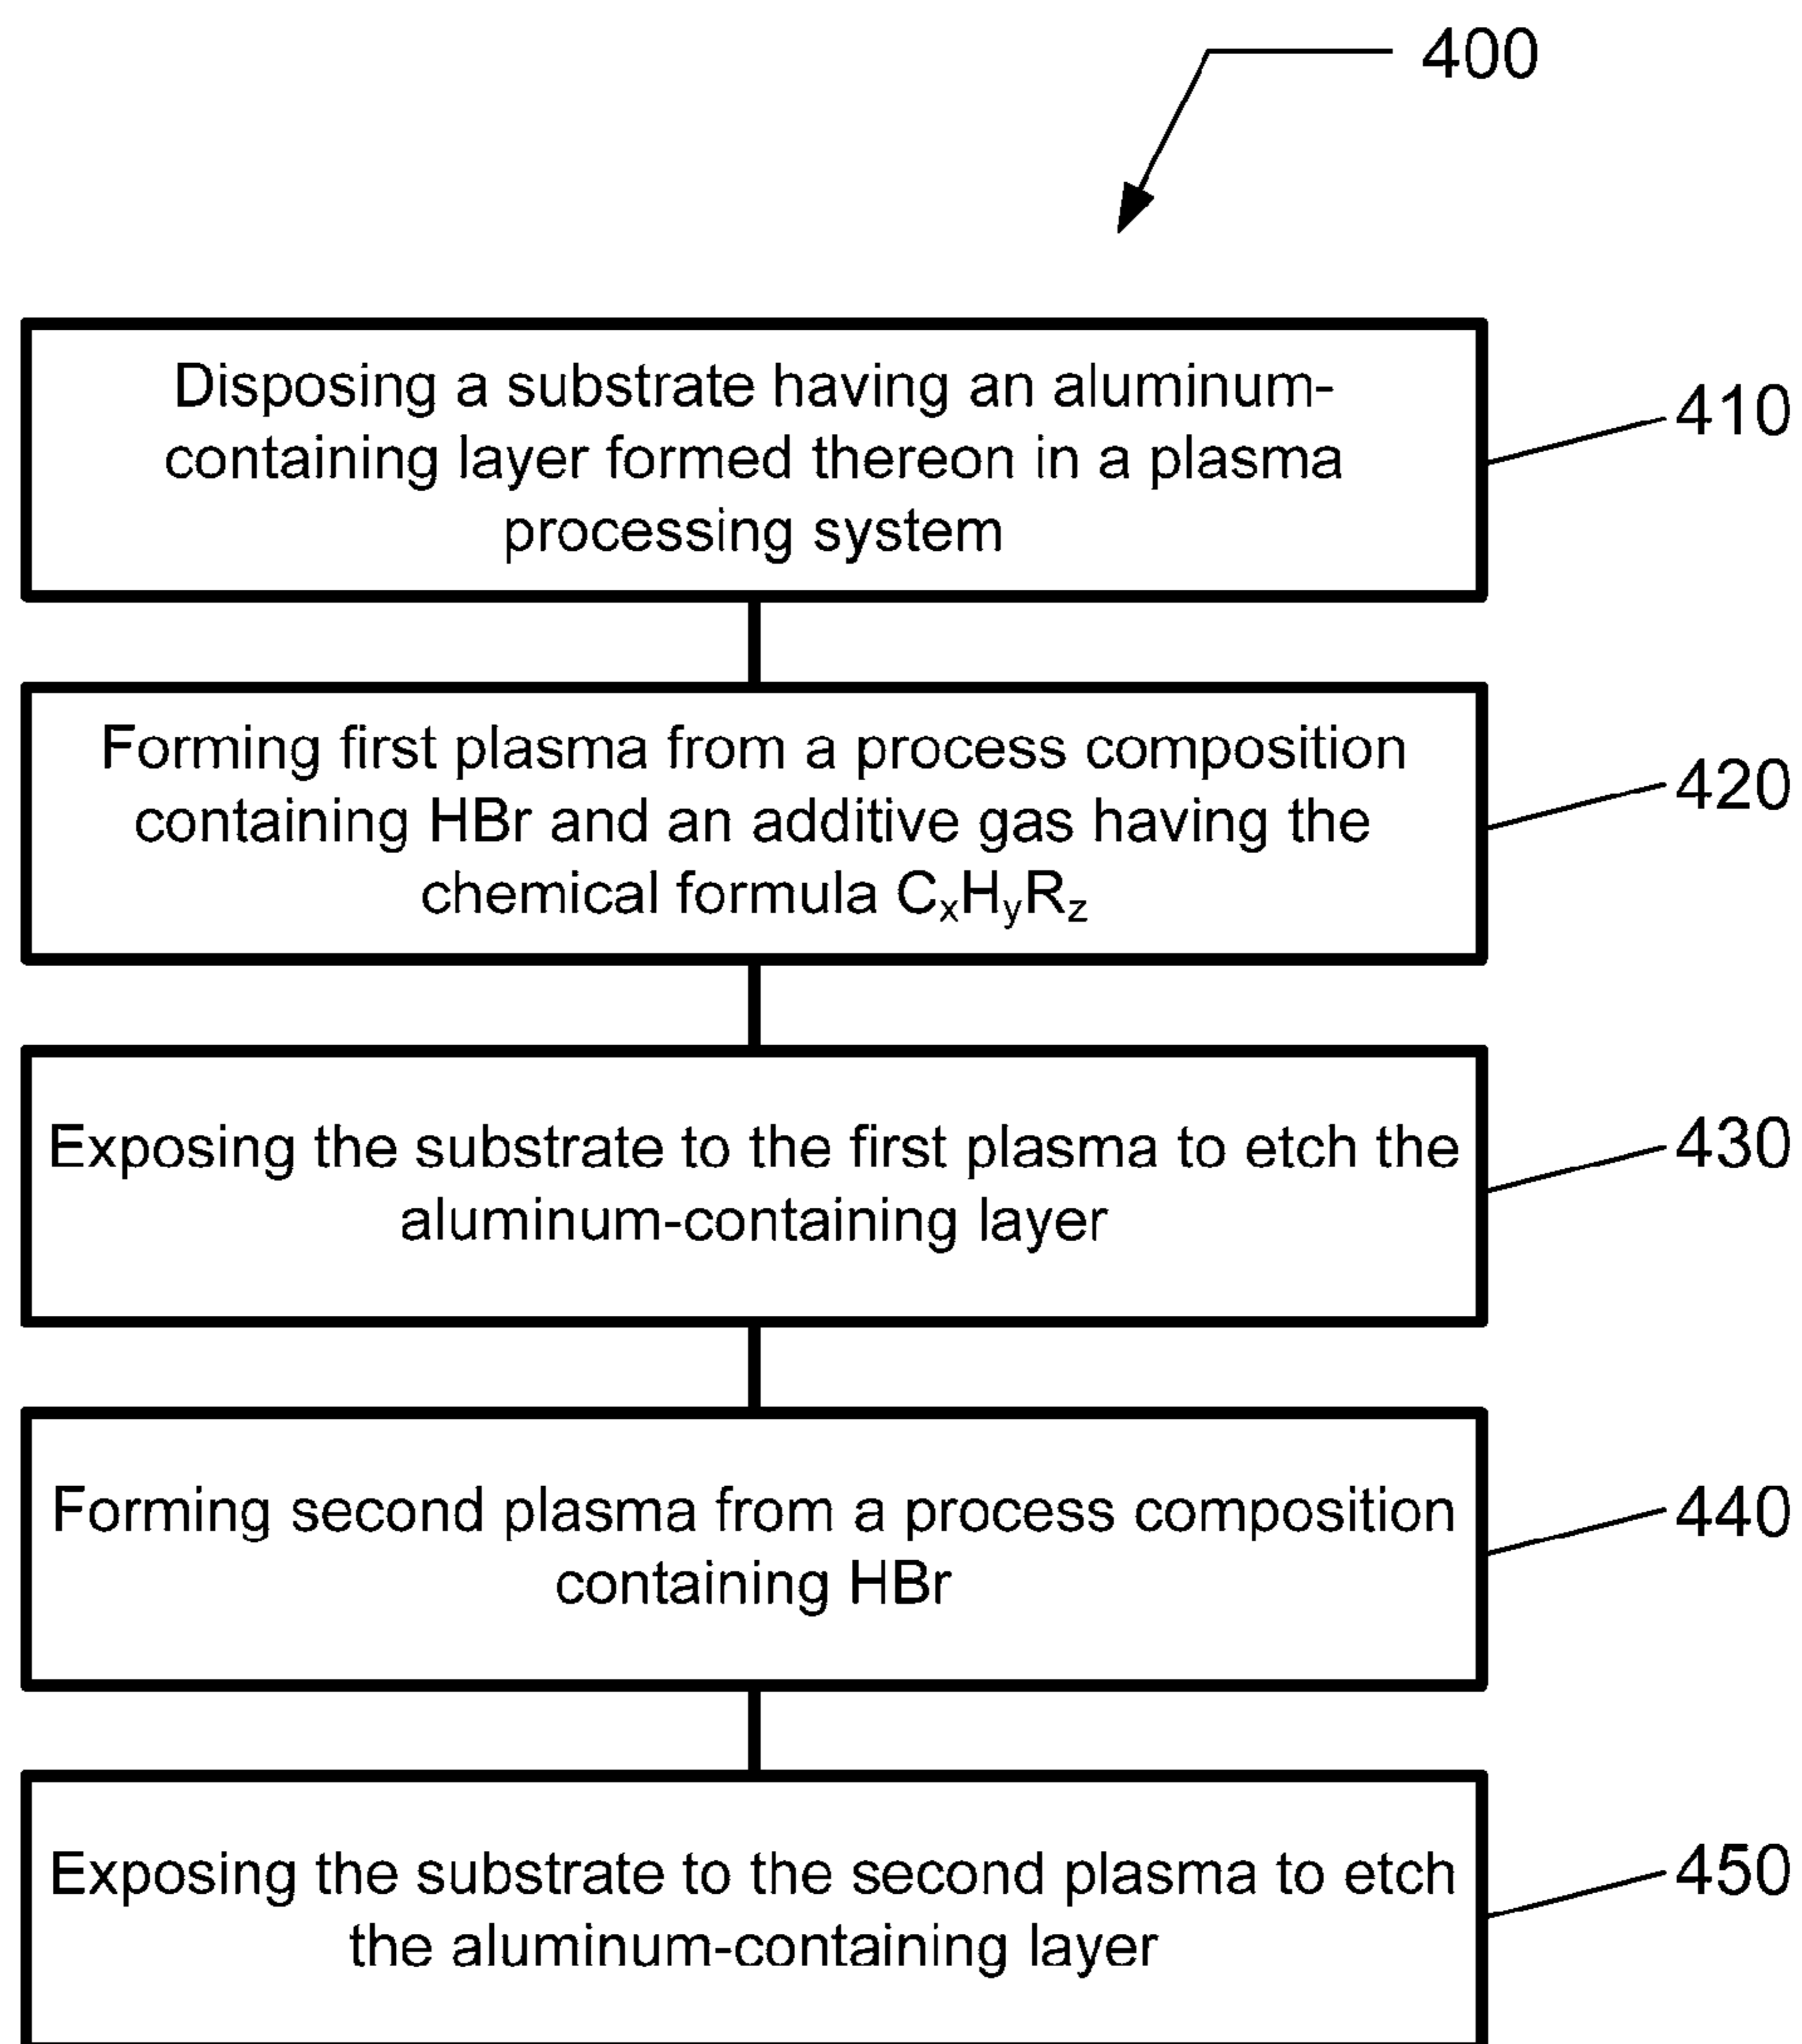 400
Disposing a substrate having an aluminum-
containing layer formed thereon in a plasma
processing system
410
Forming first plasma from a process composition
containing HBr and an additive gas having the
chemical formula CₓHᵧR𝓏
420
Exposing the substrate to the first plasma to etch the
aluminum-containing layer
430
Forming second plasma from a process composition
containing HBr
440
Exposing the substrate to the second plasma to etch
the aluminum-containing layer
450